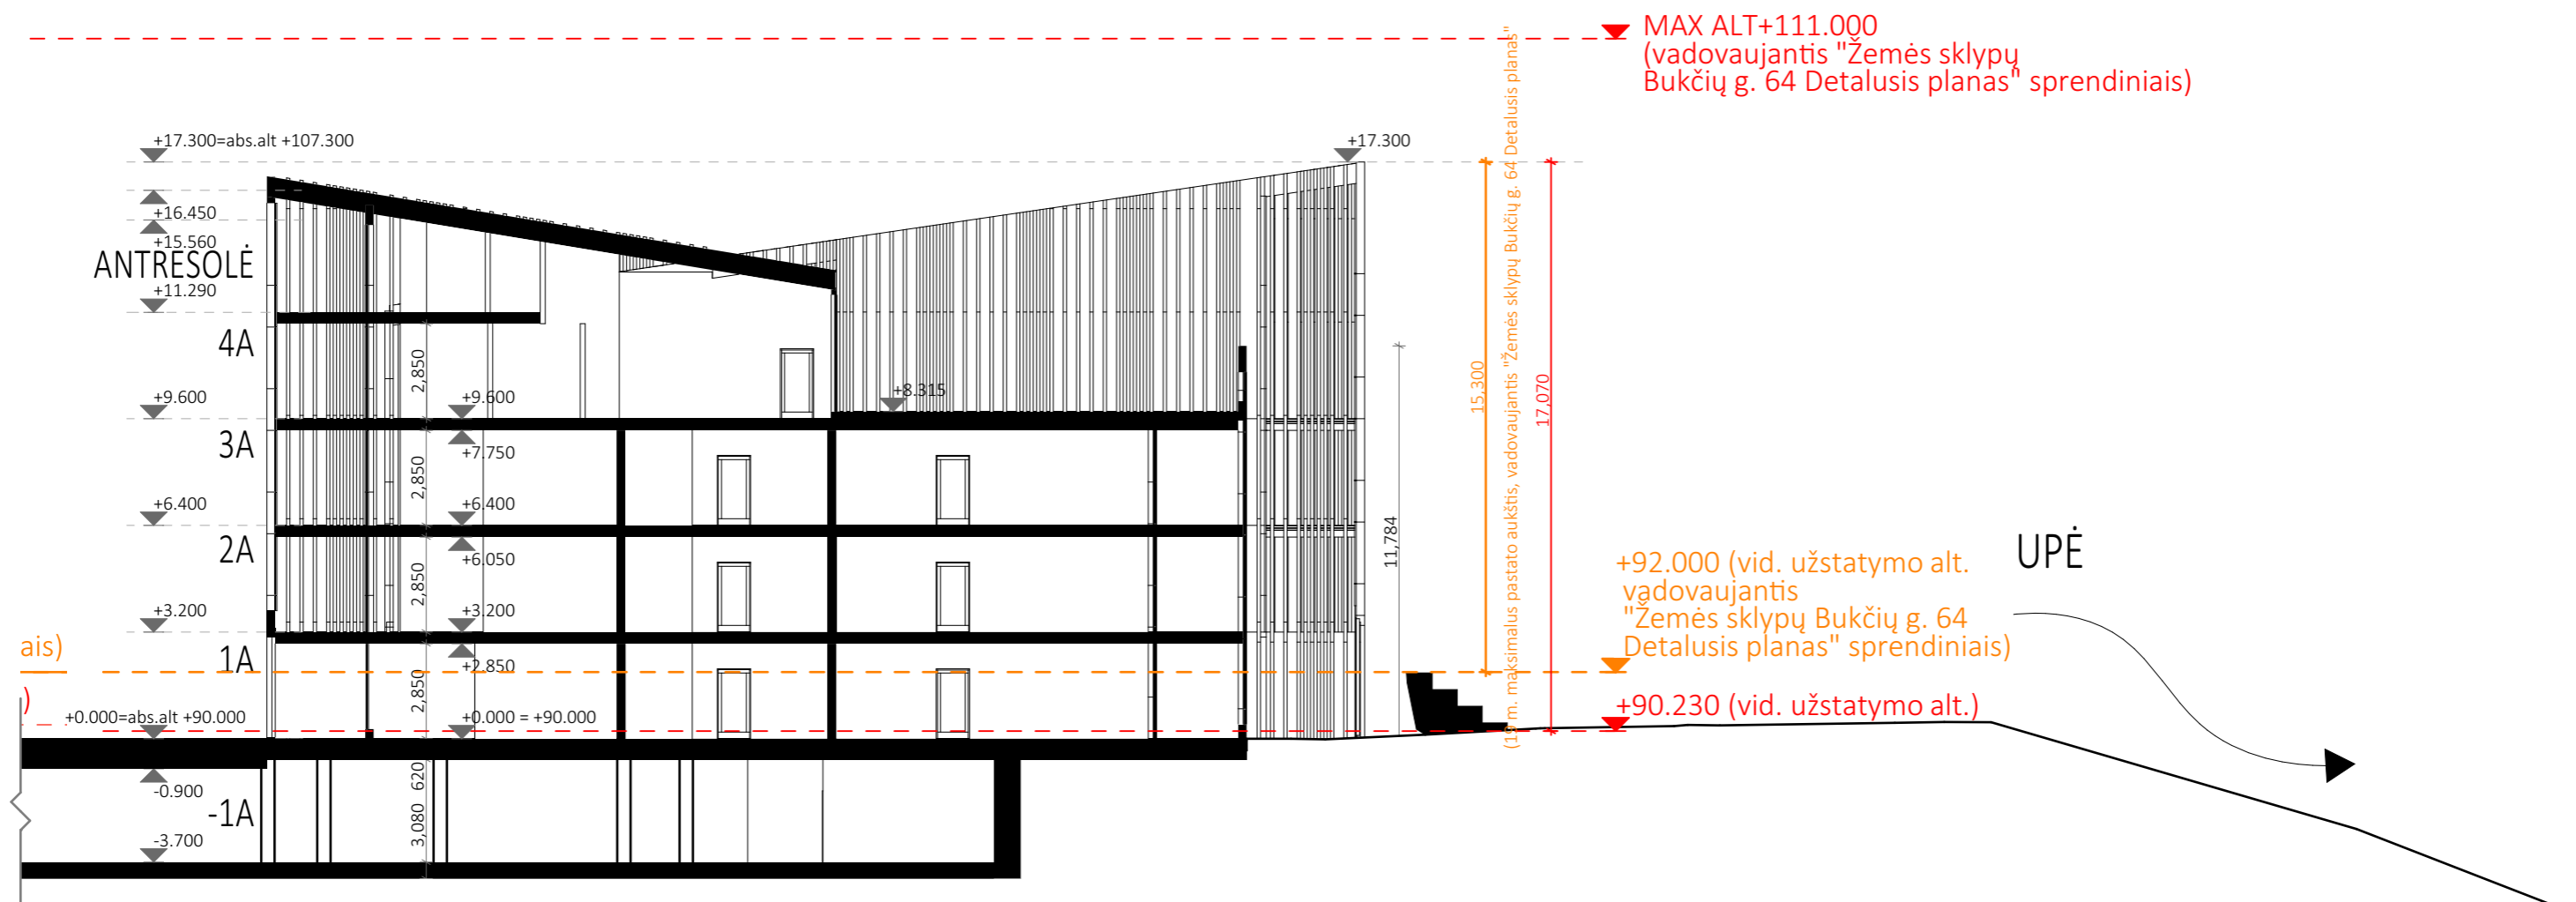 MAX ALT+111.000
(vadovaujantis "Žemės sklypų
Bukčių g. 64 Detalusis planas" sprendiniais)
+17.300=abs.alt +107.300
+17.300
+16.450
+15.560
ANTRESOLĖ
+11.290
4A
2,850
+9.600
+9.600
+8.315
3A
+7.750
2,850
+6.400
+6.400
2A
+6.050
2,850
+3.200
+3.200
1A
+2.850
2,850
ais)
)
+0.000=abs.alt +90.000
+0.000 = +90.000
620
-0.900
-1A
3,080
-3.700
11,784
15,300
(19 m. maksimalus pastato aukštis, vadovaujantis "Žemės sklypų Bukčių g. 64 Detalusis planas"
17,070
+92.000 (vid. užstatymo alt.
vadovaujantis
"Žemės sklypų Bukčių g. 64
Detalusis planas" sprendiniais)
+90.230 (vid. užstatymo alt.)
UPĖ